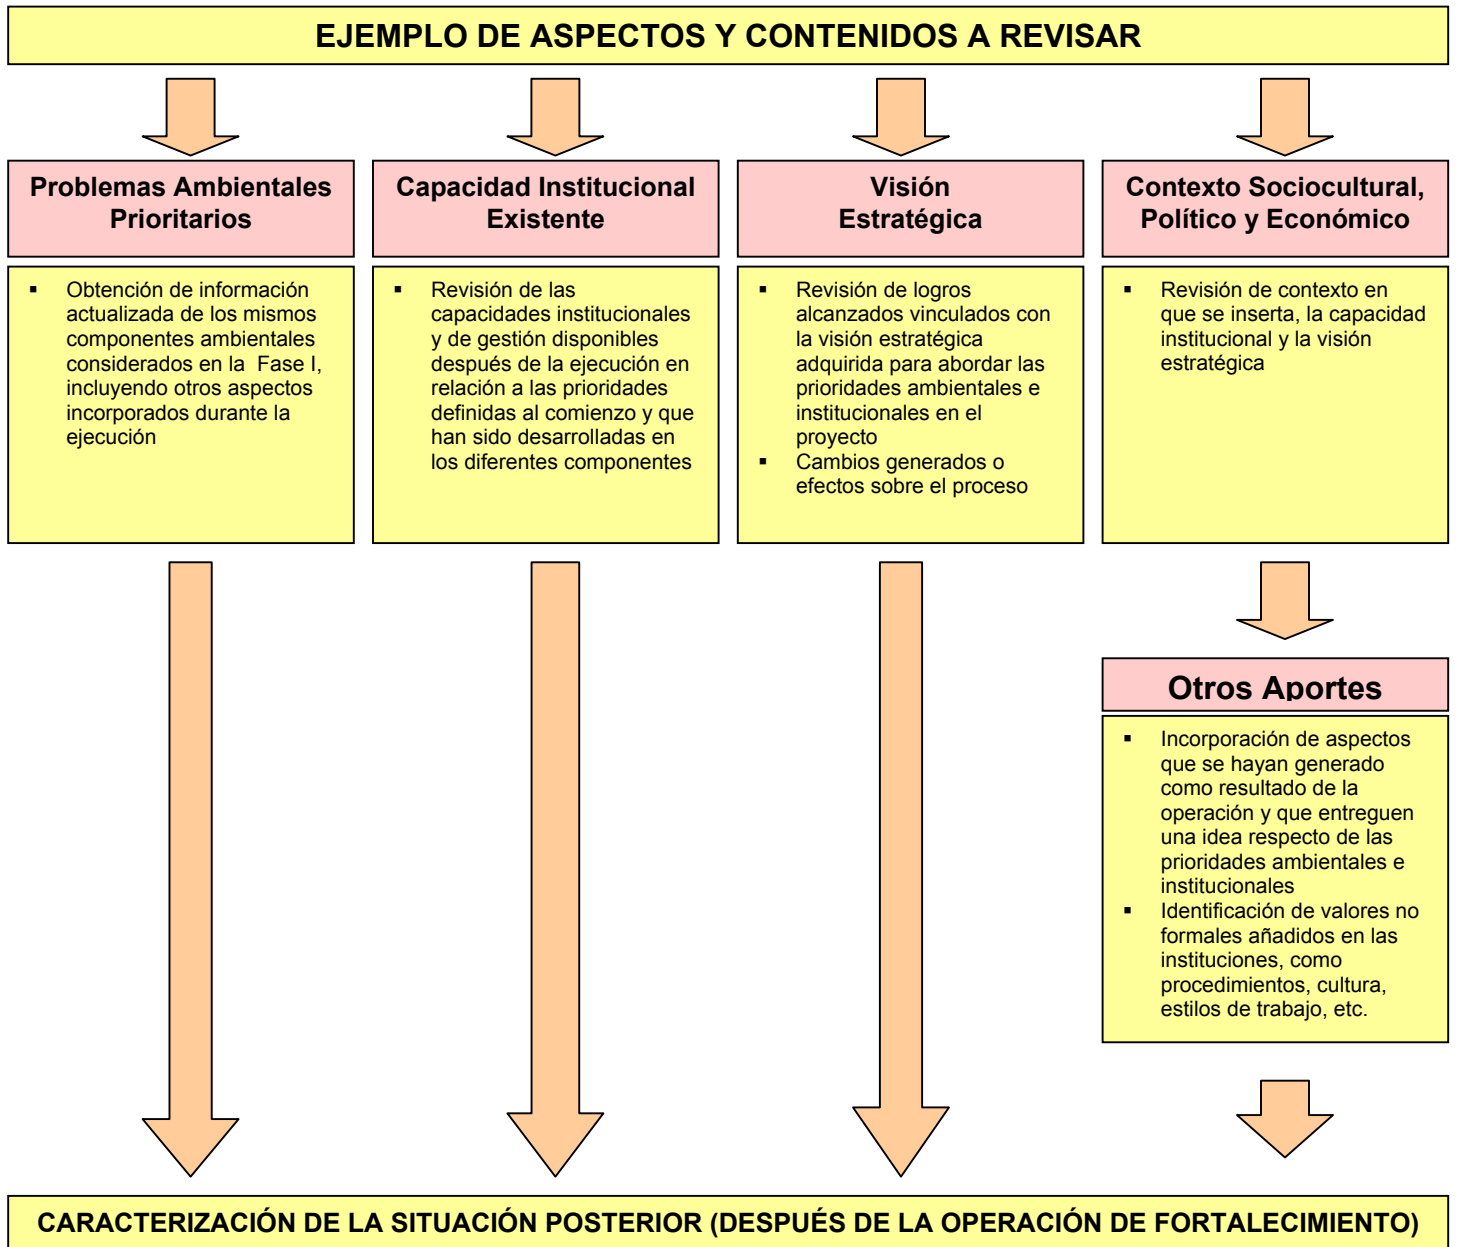 EJEMPLO DE ASPECTOS Y CONTENIDOS A REVISAR
Problemas Ambientales
Prioritarios
▪ Obtención de información
actualizada de los mismos
componentes ambientales
considerados en la Fase I,
incluyendo otros aspectos
incorporados durante la
ejecución
Capacidad Institucional
Existente
▪ Revisión de las
capacidades institucionales
y de gestión disponibles
después de la ejecución en
relación a las prioridades
definidas al comienzo y que
han sido desarrolladas en
los diferentes componentes
Visión
Estratégica
▪ Revisión de logros
alcanzados vinculados con
la visión estratégica
adquirida para abordar las
prioridades ambientales e
institucionales en el
proyecto
▪ Cambios generados o
efectos sobre el proceso
Contexto Sociocultural,
Político y Económico
▪ Revisión de contexto en
que se inserta, la capacidad
institucional y la visión
estratégica
Otros Aportes
▪ Incorporación de aspectos
que se hayan generado
como resultado de la
operación y que entreguen
una idea respecto de las
prioridades ambientales e
institucionales
▪ Identificación de valores no
formales añadidos en las
instituciones, como
procedimientos, cultura,
estilos de trabajo, etc.
CARACTERIZACIÓN DE LA SITUACIÓN POSTERIOR (DESPUÉS DE LA OPERACIÓN DE FORTALECIMIENTO)